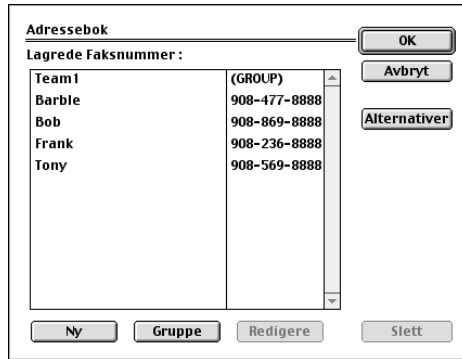 Adressebok
OK
Lagrede Faksnummer :
Avbryt
Team1 (GROUP)
Barble 908-477-8888
Bob 908-869-8888
Alternativer
Frank 908-236-8888
Tony 908-569-8888
Ny Gruppe Redigere Slett